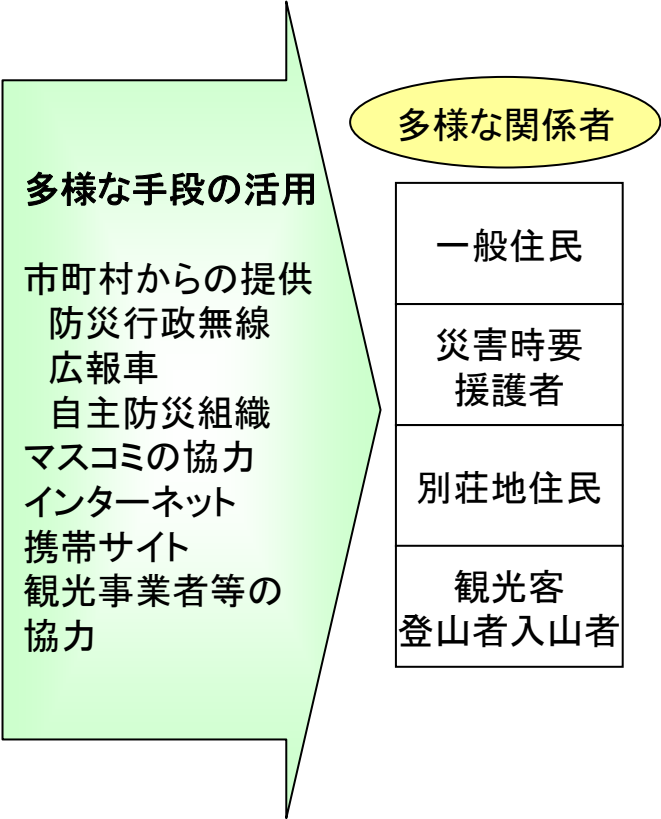 多様な手段の活用
市町村からの提供
防災行政無線
広報車
自主防災組織
マスコミの協力
インターネット
携帯サイト
観光事業者等の
協力
多様な関係者
一般住民
災害時要
援護者
別荘地住民
観光客
登山者入山者